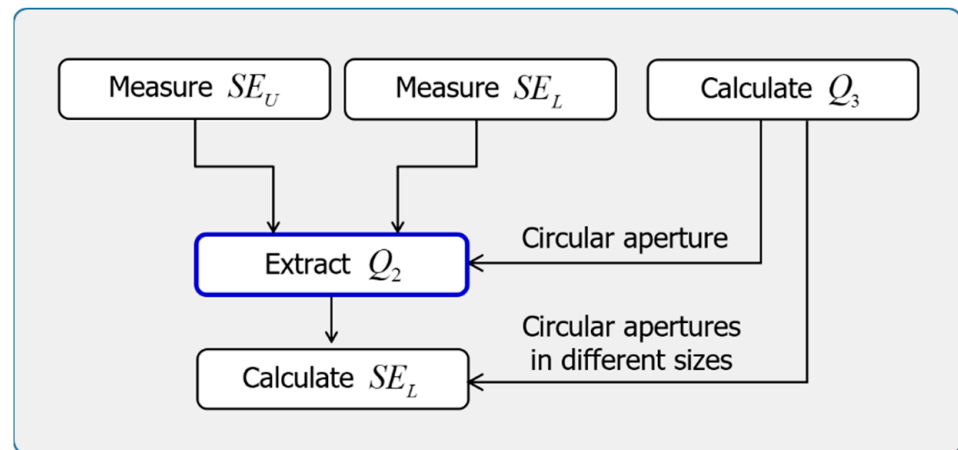 Measure SE_U
Measure SE_L
Calculate Q_3
Circular aperture
Extract Q_2
Circular apertures
in different sizes
Calculate SE_L